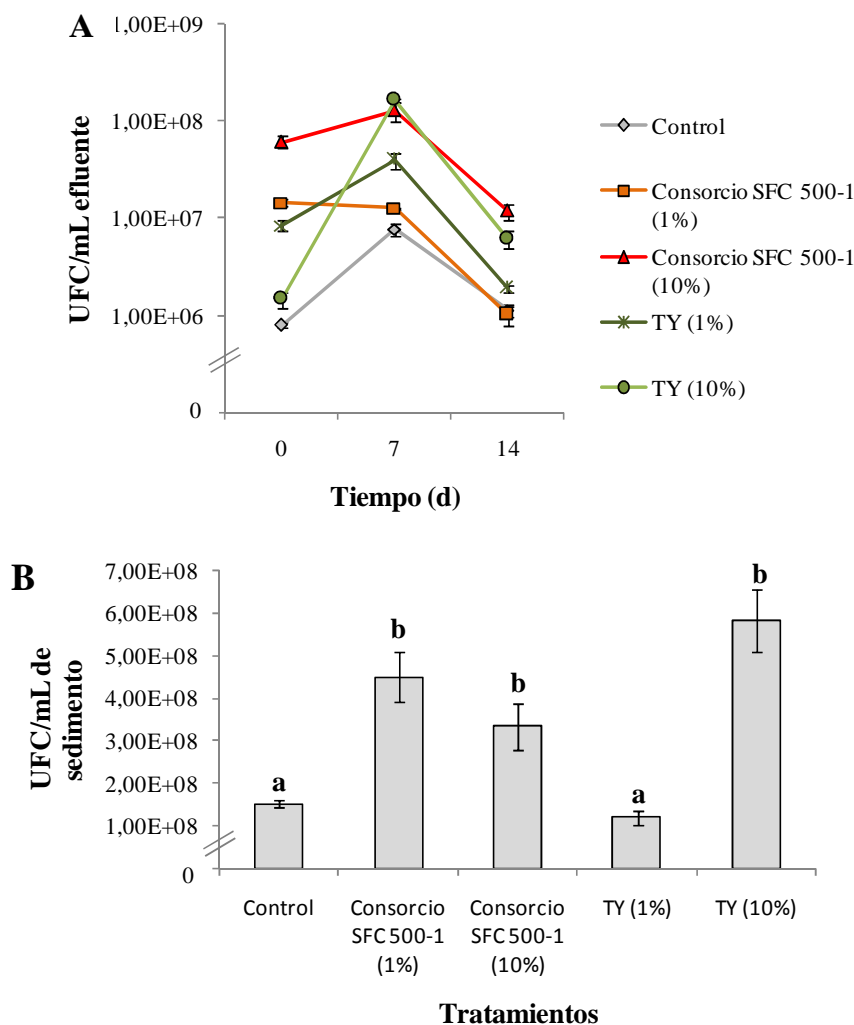 A
1,00E+09
1,00E+08
1,00E+07
1,00E+06
0
UFC/mL efluente
0 7 14
Tiempo (d)
Control
Consorcio SFC 500-1
(1%)
Consorcio SFC 500-1
(10%)
TY (1%)
TY (10%)
B
7,00E+08
6,00E+08
5,00E+08
4,00E+08
3,00E+08
2,00E+08
1,00E+08
0
UFC/mL de
sedimento
a
b
b
a
b
Control
Consorcio
SFC 500-1
(1%)
Consorcio
SFC 500-1
(10%)
TY (1%)
TY (10%)
Tratamientos